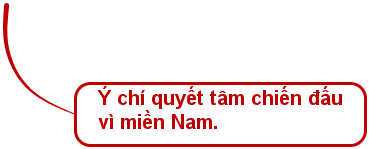 Ý chí quyết tâm chiến đấu
vì miền Nam.